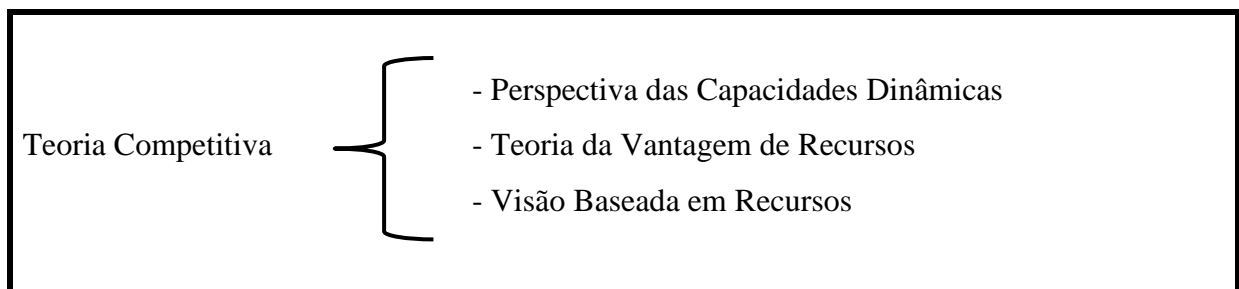 - Perspectiva das Capacidades Dinâmicas
Teoria Competitiva - Teoria da Vantagem de Recursos
- Visão Baseada em Recursos